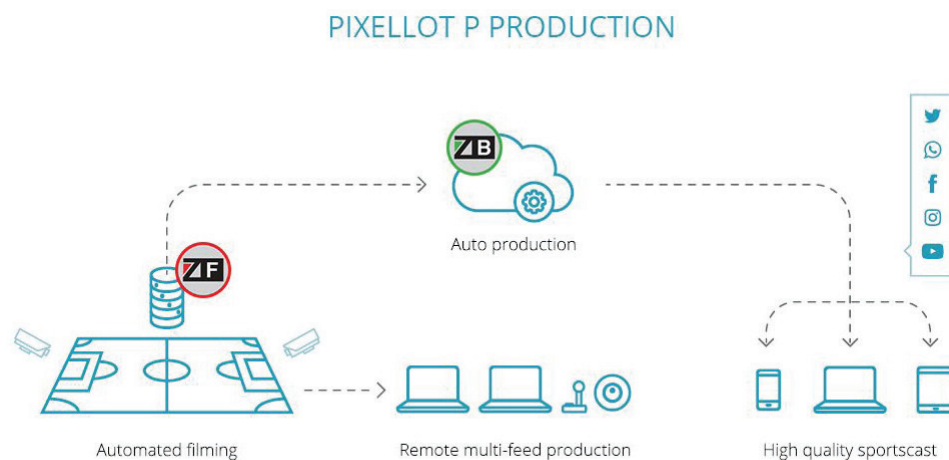 PIXELLOT P PRODUCTION
ZB
Auto production
ZF
Automated filming
Remote multi-feed production
High quality sportscast